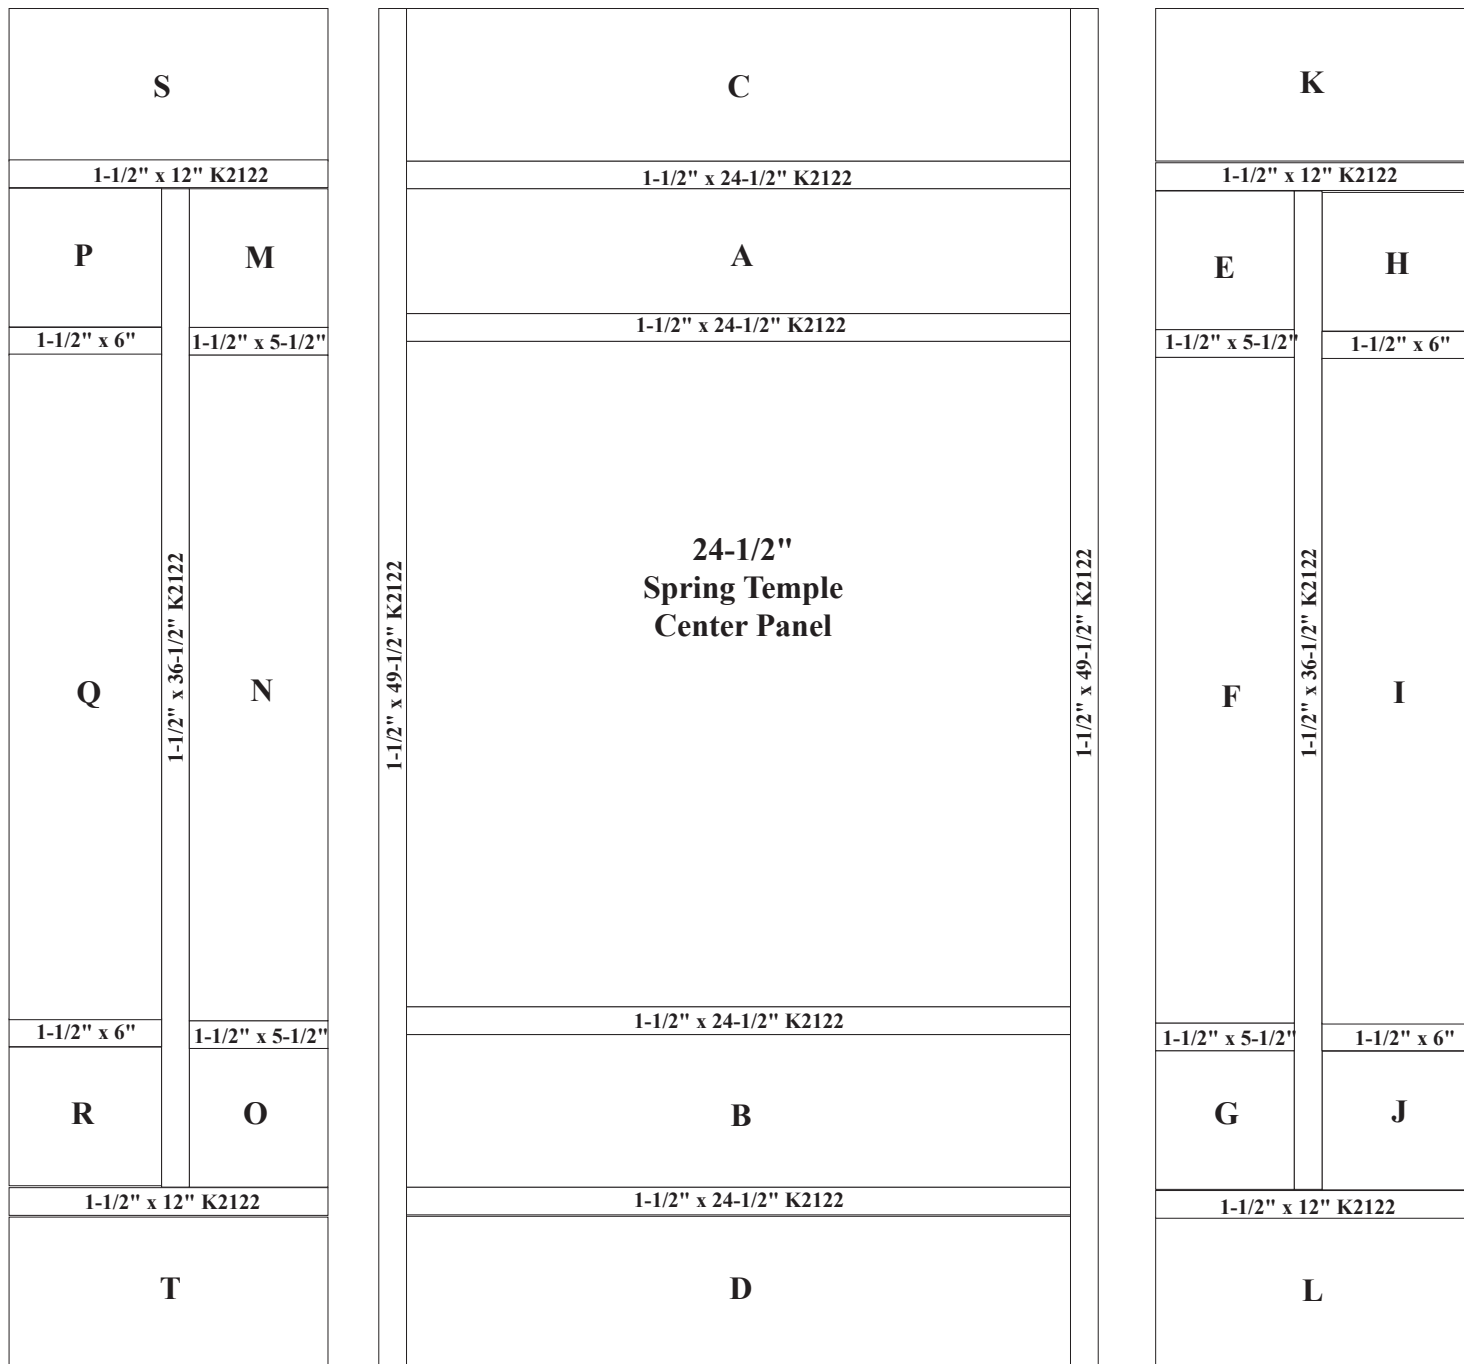 S
1-1/2" x 12" K2122
P
M
1-1/2" x 6"
1-1/2" x 5-1/2"
1-1/2" x 36-1/2" K2122
Q
N
1-1/2" x 6"
1-1/2" x 5-1/2"
R
O
1-1/2" x 12" K2122
T
C
1-1/2" x 24-1/2" K2122
A
1-1/2" x 24-1/2" K2122
1-1/2" x 49-1/2" K2122
24-1/2"
Spring Temple
Center Panel
1-1/2" x 49-1/2" K2122
1-1/2" x 24-1/2" K2122
B
1-1/2" x 24-1/2" K2122
D
K
1-1/2" x 12" K2122
E
H
1-1/2" x 5-1/2"
1-1/2" x 6"
1-1/2" x 36-1/2" K2122
F
I
1-1/2" x 5-1/2"
1-1/2" x 6"
G
J
1-1/2" x 12" K2122
L